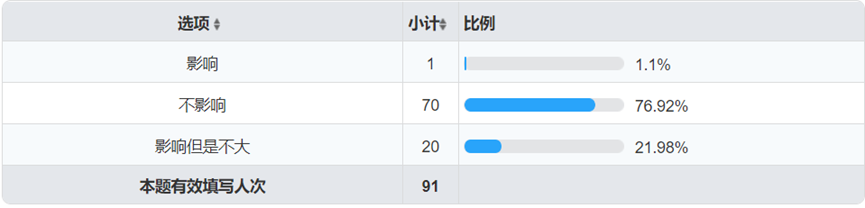 选项 小计 比例
影响 1 1.1%
不影响 70 76.92%
影响但是不大 20 21.98%
本题有效填写人次 91